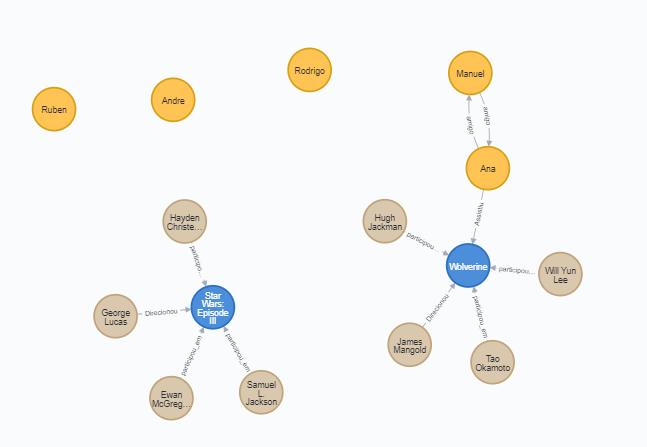 Rodrigo
Manuel
Andre
Ruben
amigo
amigo
Ana
Assistiu
Hayden
Christe...
Hugh
Jackman
participou...
participo...
Wolverine
participou...
Will Yun
Lee
George
Lucas
Direcionou
Star
Wars:
Episode
III
Direcionou
participou_em
James
Mangold
Tao
Okamoto
participou_em
participou_em
Ewan
McGreg...
Samuel
L.
Jackson